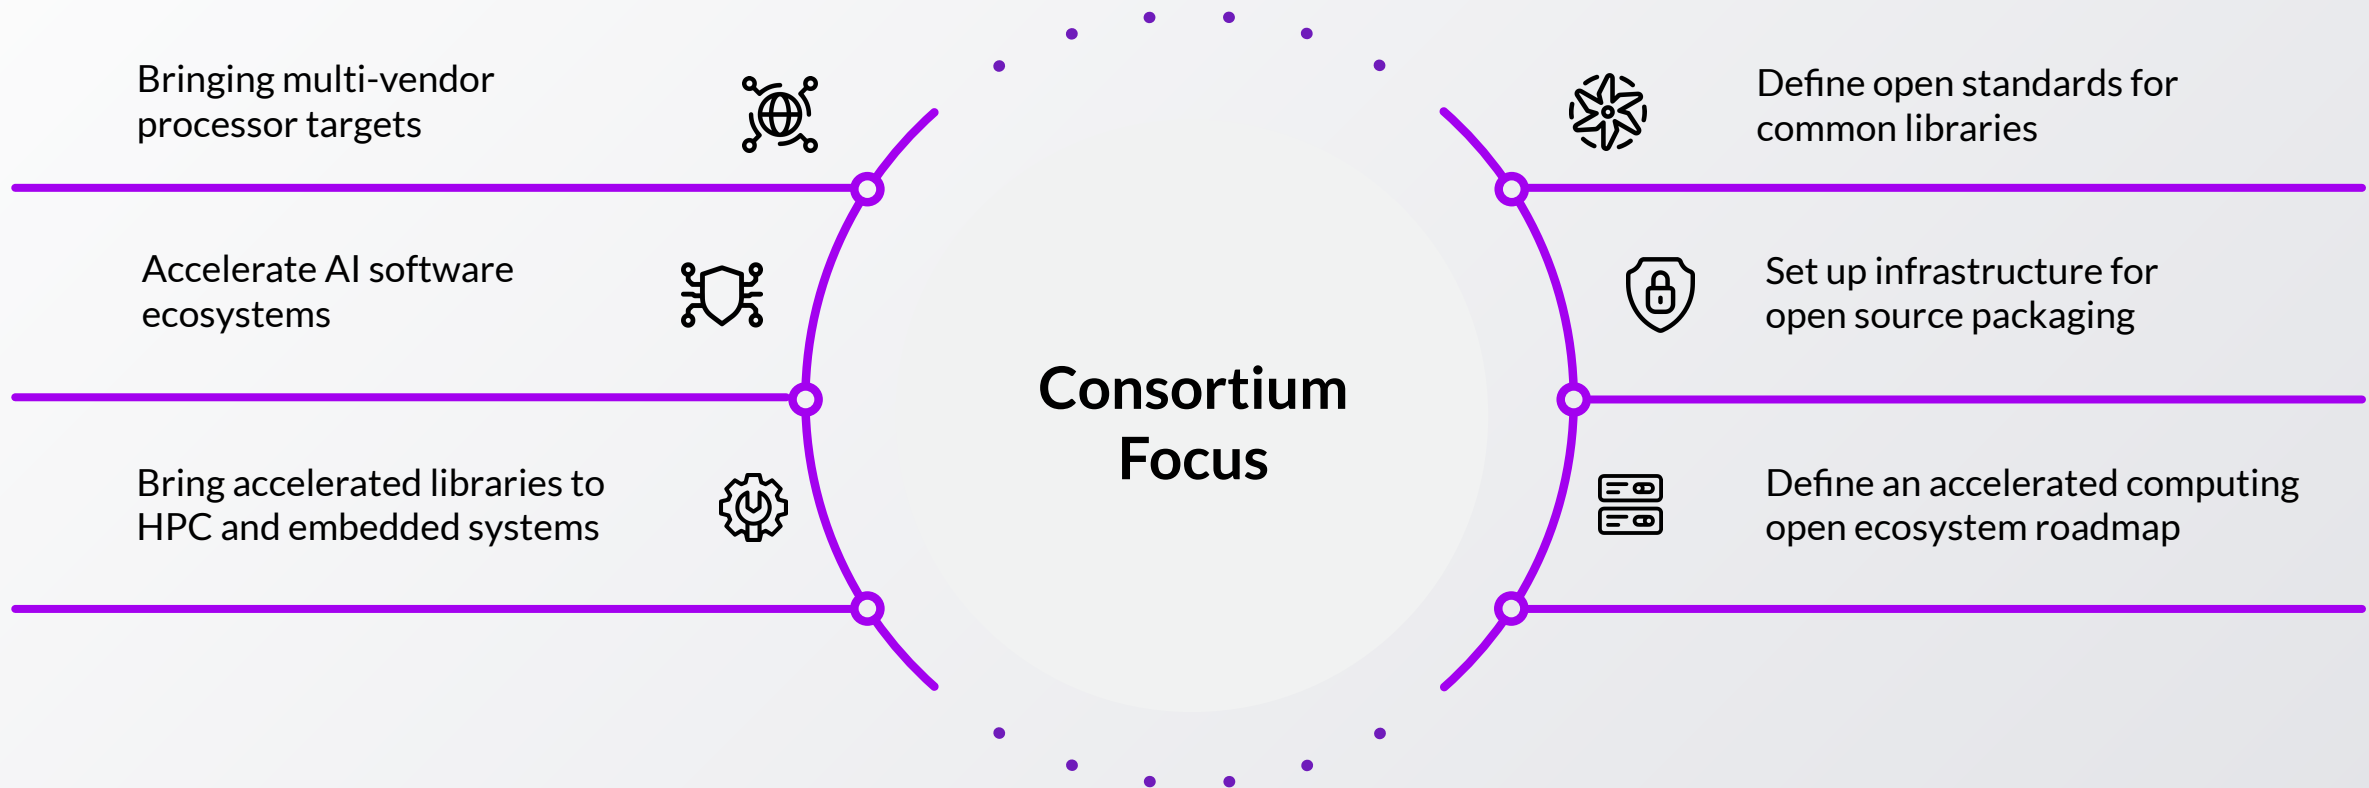 Bringing multi-vendor
processor targets
Accelerate AI software
ecosystems
Bring accelerated libraries to
HPC and embedded systems
Consortium
Focus
Define open standards for
common libraries
Set up infrastructure for
open source packaging
Define an accelerated computing
open ecosystem roadmap